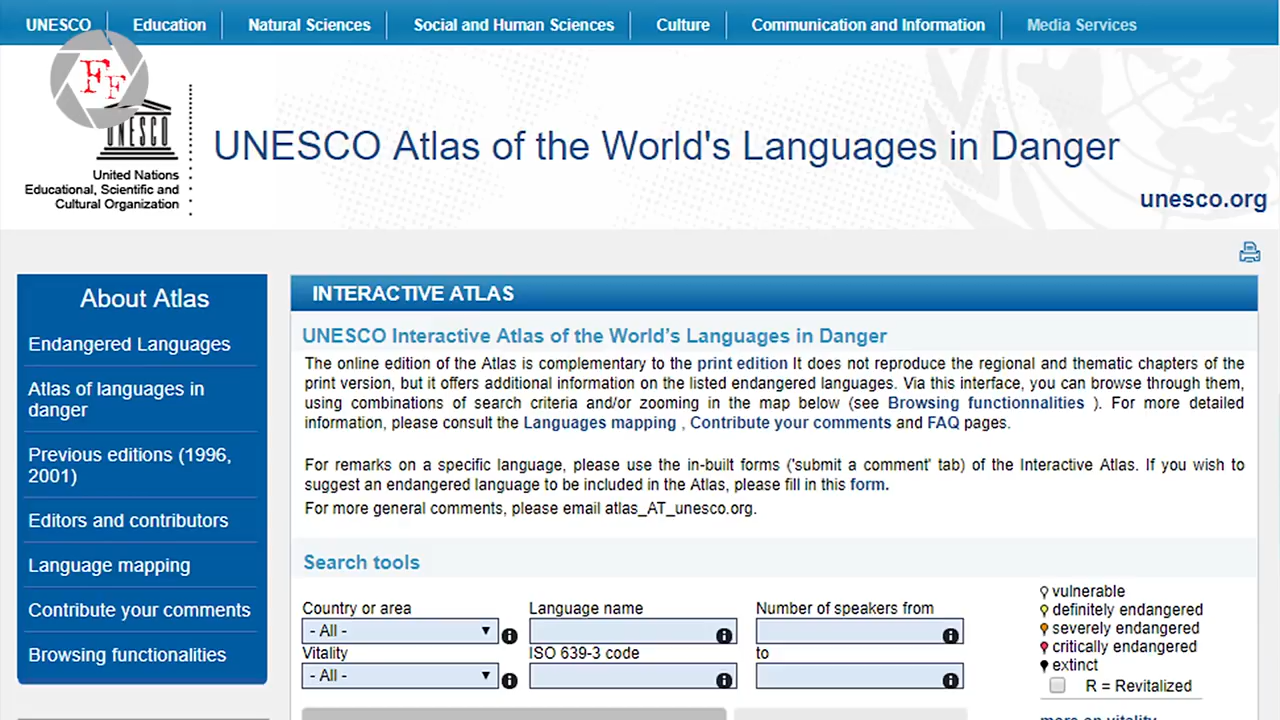 UNESCO Education Natural Sciences Social and Human Sciences Culture Communication and Information Media Services
FF
UNESCO
United Nations
Educational, Scientific and
Cultural Organization
UNESCO Atlas of the World's Languages in Danger
unesco.org
About Atlas
Endangered Languages
Atlas of languages in
danger
Previous editions (1996,
2001)
Editors and contributors
Language mapping
Contribute your comments
Browsing functionalities
INTERACTIVE ATLAS
UNESCO Interactive Atlas of the World's Languages in Danger
The online edition of the Atlas is complementary to the print edition It does not reproduce the regional and thematic chapters of the
print version, but it offers additional information on the listed endangered languages. Via this interface, you can browse through them,
using combinations of search criteria and/or zooming in the map below (see Browsing functionnalities ). For more detailed
information, please consult the Languages mapping , Contribute your comments and FAQ pages.
For remarks on a specific language, please use the in-built forms ('submit a comment' tab) of the Interactive Atlas. If you wish to
suggest an endangered language to be included in the Atlas, please fill in this form.
For more general comments, please email atlas_AT_unesco.org.
Search tools
Country or area Language name Number of speakers from
- All -
Vitality ISO 639-3 code to
- All -
vulnerable
definitely endangered
severely endangered
critically endangered
extinct
R = Revitalized
more on vitality